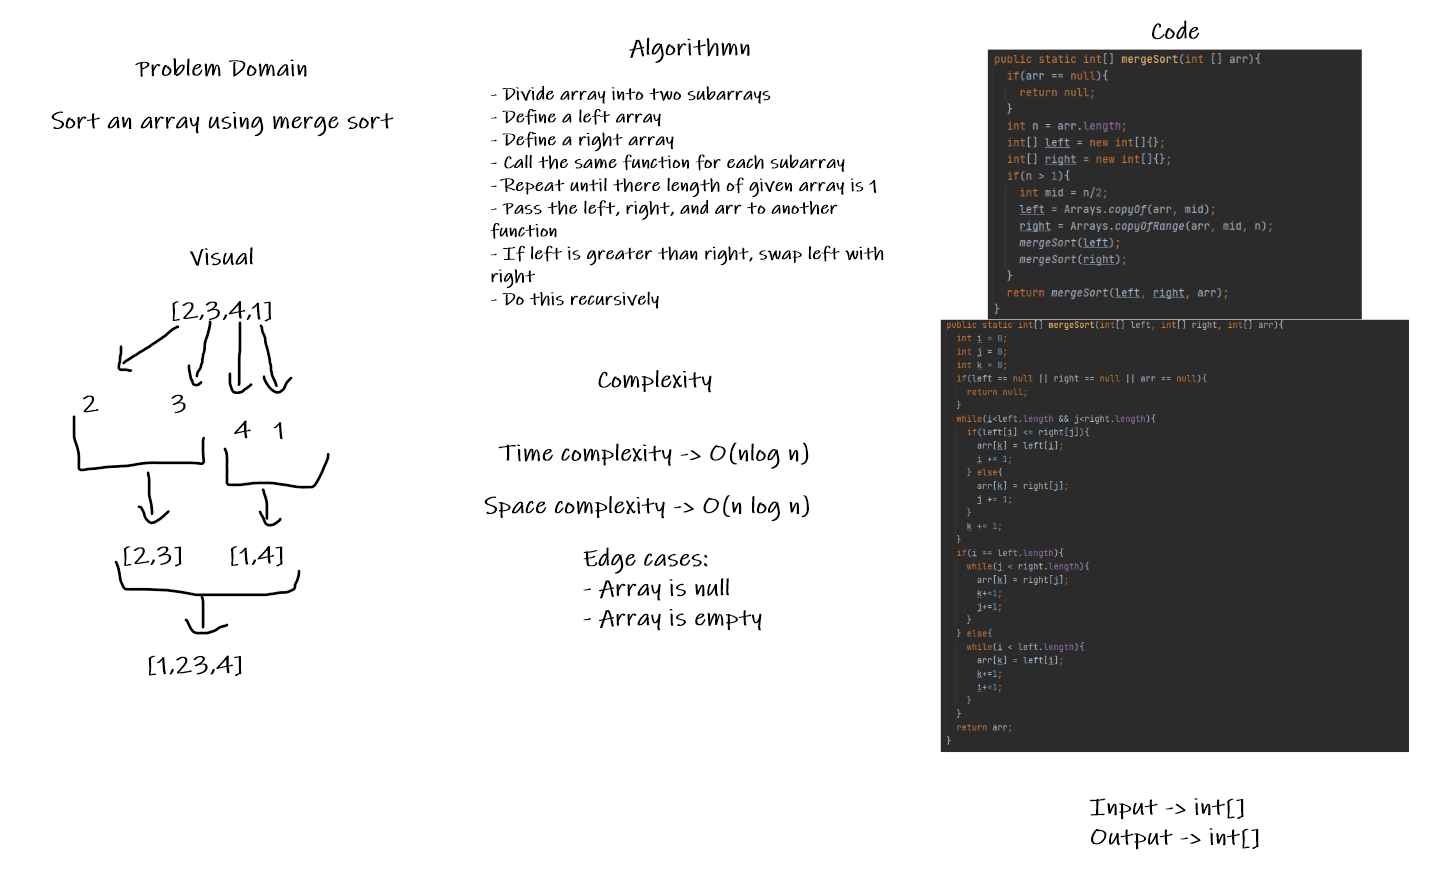 Problem Domain
Sort an array using merge sort
Visual
[2,3,4,1]
2 3
4 1
[2,3] [1,4]
[1,23,4]
Algorithmn
- Divide array into two subarrays
- Define a left array
- Define a right array
- Call the same function for each subarray
- Repeat until there length of given array is 1
- Pass the left, right, and arr to another
function
- If left is greater than right, swap left with
right
- Do this recursively
Complexity
Time complexity -> O(nlog n)
Space complexity -> O(n log n)
Edge cases:
- Array is null
- Array is empty
Code
public static int[] mergeSort(int [] arr){
if(arr == null){
return null;
}
int n = arr.length;
int[] left = new int[]{};
int[] right = new int[]{};
if(n > 1){
int mid = n/2;
left = Arrays.copyOf(arr, mid);
right = Arrays.copyOfRange(arr, mid, n);
mergeSort(left);
mergeSort(right);
}
return mergeSort(left, right, arr);
}
public static int[] mergeSort(int[] left, int[] right, int[] arr){
int i = 0;
int j = 0;
int k = 0;
if(left == null || right == null || arr == null){
return null;
}
while(i<left.length && j<right.length){
if(left[i] <= right[j]){
arr[k] = left[i];
i += 1;
} else{
arr[k] = right[j];
j += 1;
}
k += 1;
}
if(i == left.length){
while(j < right.length){
arr[k] = right[j];
k+=1;
j+=1;
}
} else{
while(i < left.length){
arr[k] = left[i];
k+=1;
i+=1;
}
}
return arr;
}
Input -> int[]
Output -> int[]